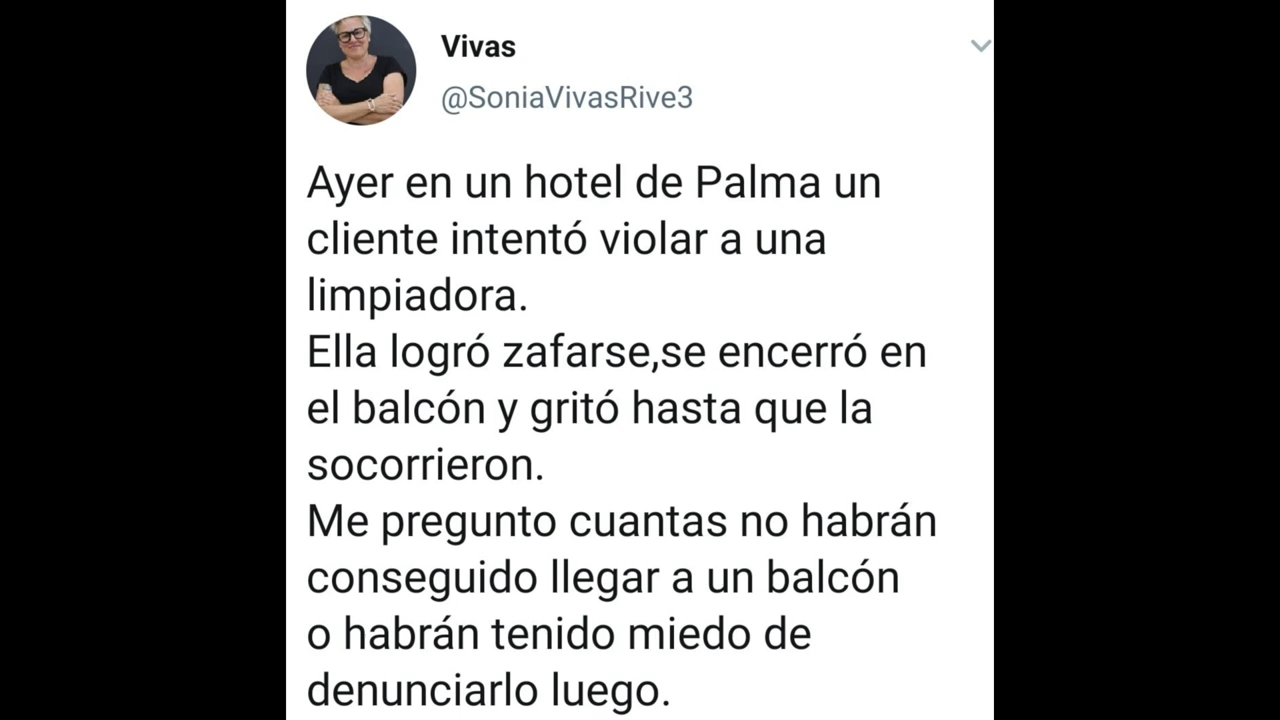 Vivas
@SoniaVivasRive3
Ayer en un hotel de Palma un
cliente intentó violar a una
limpiadora.
Ella logró zafarse,se encerró en
el balcón y gritó hasta que la
socorrieron.
Me pregunto cuantas no habrán
conseguido llegar a un balcón
o habrán tenido miedo de
denunciarlo luego.